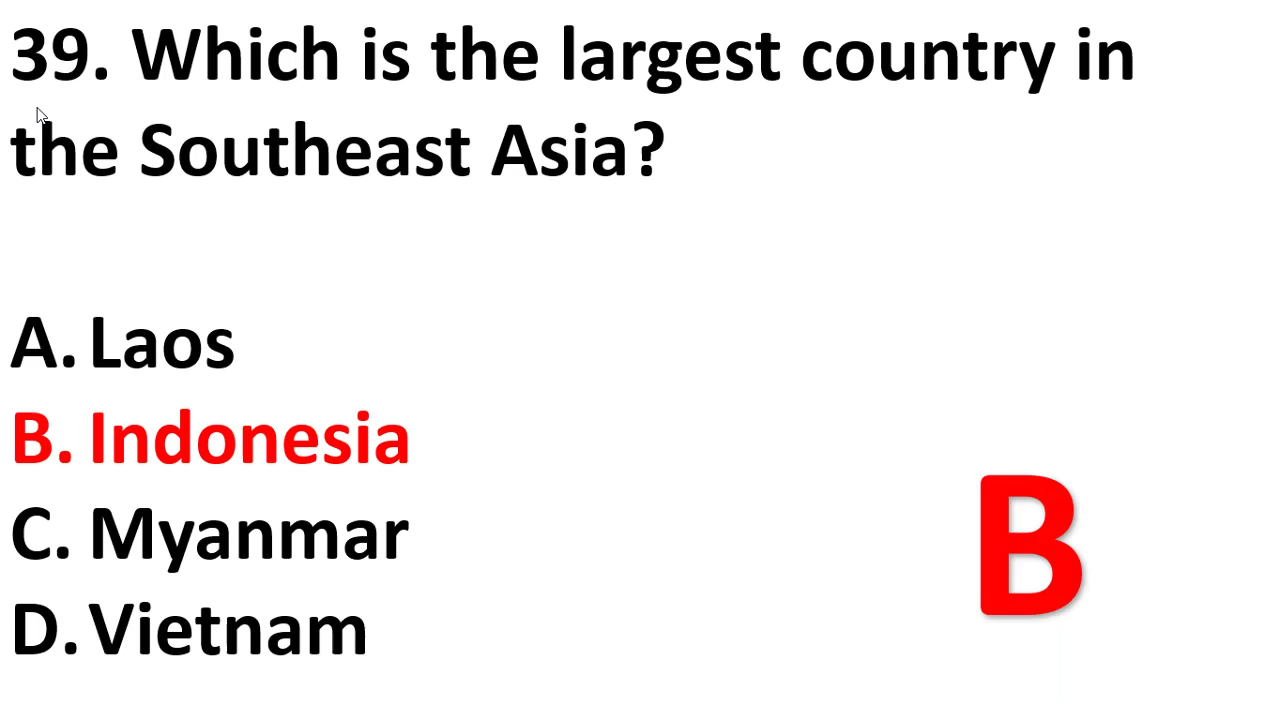 39. Which is the largest country in
the Southeast Asia?
A. Laos
B. Indonesia
C. Myanmar
D. Vietnam
B